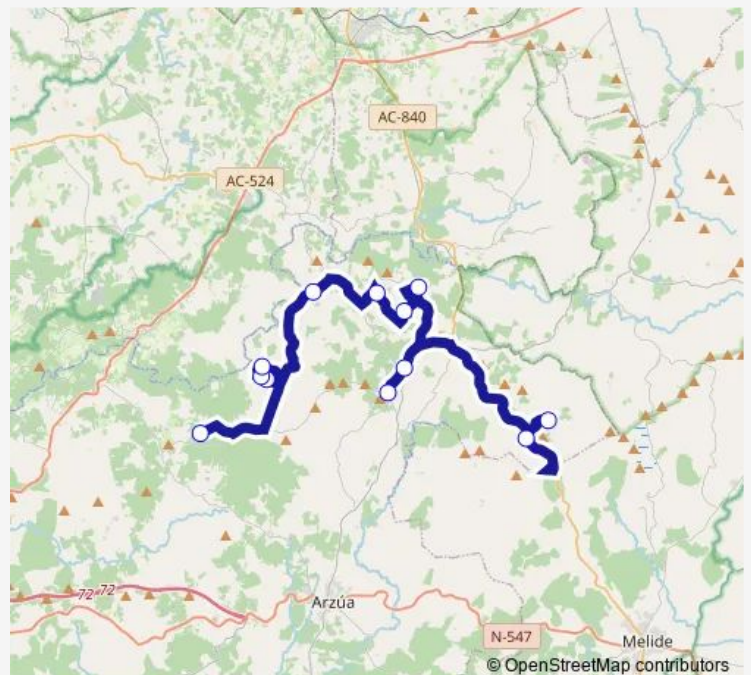 AC-840
AC-524
72 72
Arzúa
N-547
Melide
© OpenStreetMap contributors